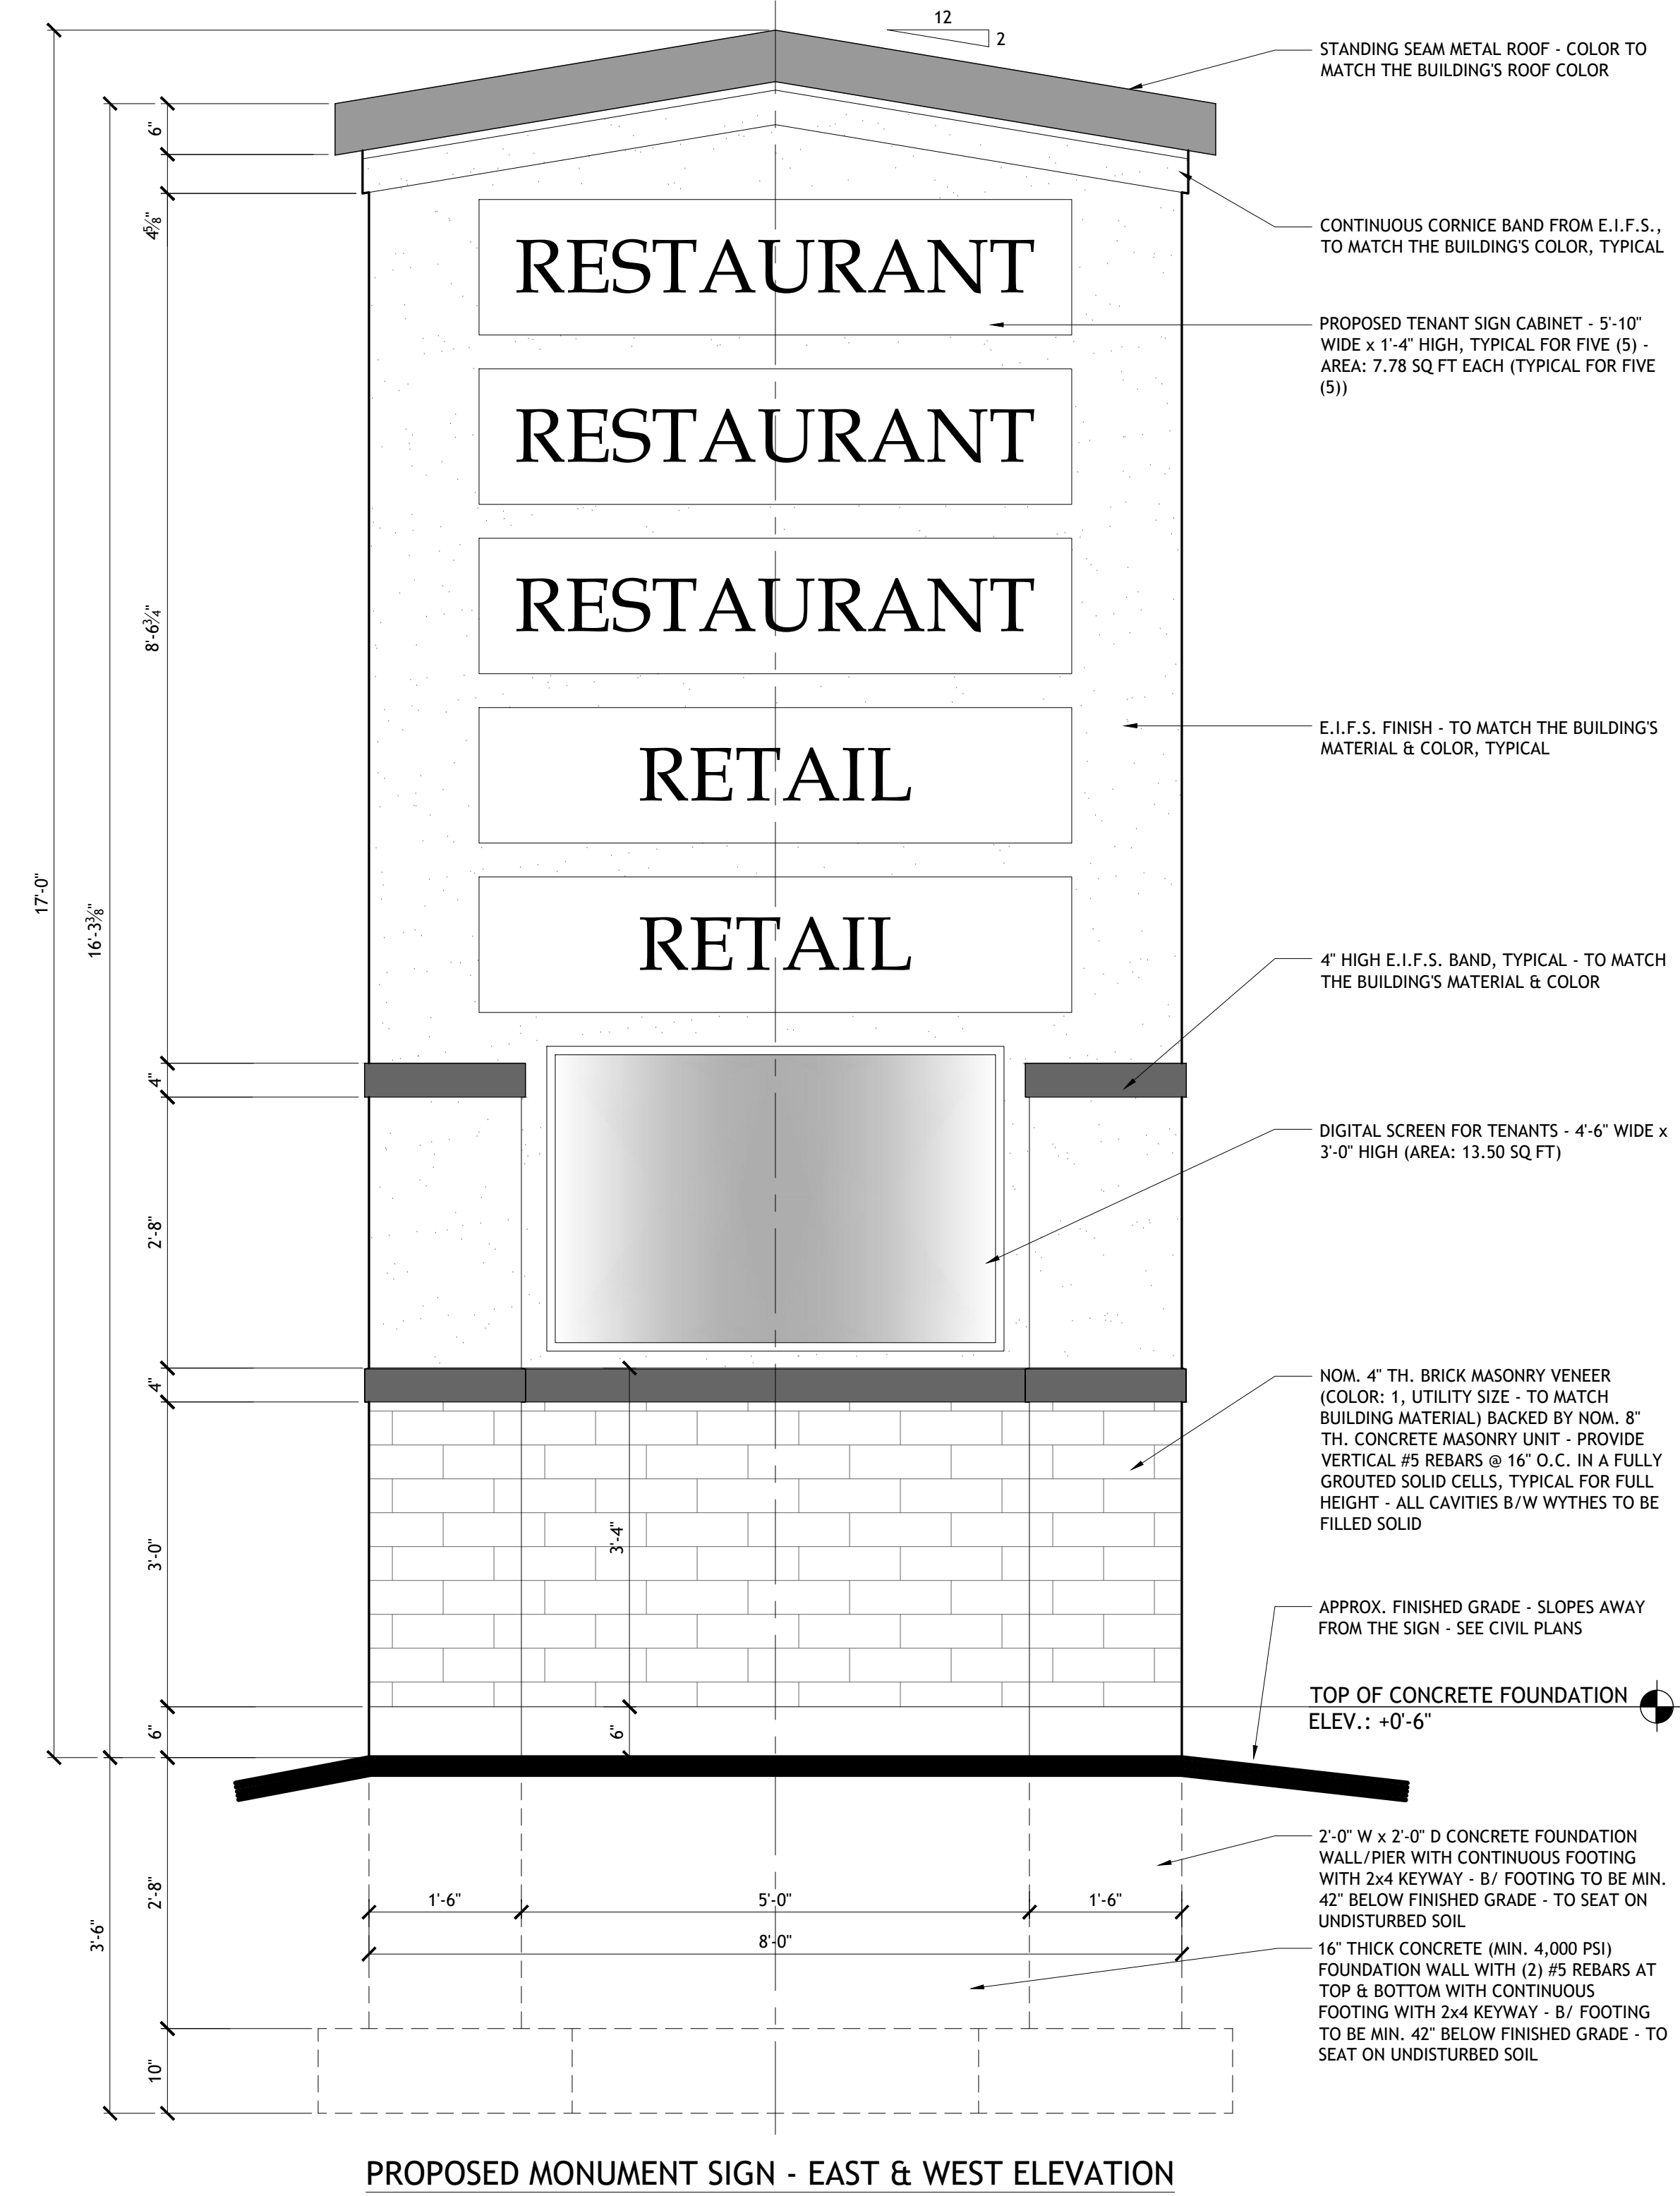 12
2
STANDING SEAM METAL ROOF - COLOR TO
MATCH THE BUILDING'S ROOF COLOR
6"
4⅝"
CONTINUOUS CORNICE BAND FROM E.I.F.S.,
TO MATCH THE BUILDING'S COLOR, TYPICAL
RESTAURANT
PROPOSED TENANT SIGN CABINET - 5'-10"
WIDE x 1'-4" HIGH, TYPICAL FOR FIVE (5) -
AREA: 7.78 SQ FT EACH (TYPICAL FOR FIVE
(5))
RESTAURANT
RESTAURANT
8'-6¾"
E.I.F.S. FINISH - TO MATCH THE BUILDING'S
MATERIAL & COLOR, TYPICAL
RETAIL
17'-0"
16'-3⅜"
RETAIL
4" HIGH E.I.F.S. BAND, TYPICAL - TO MATCH
THE BUILDING'S MATERIAL & COLOR
4"
DIGITAL SCREEN FOR TENANTS - 4'-6" WIDE x
3'-0" HIGH (AREA: 13.50 SQ FT)
2'-8"
4"
NOM. 4" TH. BRICK MASONRY VENEER
(COLOR: 1, UTILITY SIZE - TO MATCH
BUILDING MATERIAL) BACKED BY NOM. 8"
TH. CONCRETE MASONRY UNIT - PROVIDE
VERTICAL #5 REBARS @ 16" O.C. IN A FULLY
GROUTED SOLID CELLS, TYPICAL FOR FULL
HEIGHT - ALL CAVITIES B/W WYTHES TO BE
FILLED SOLID
3'-0"
3'-4"
APPROX. FINISHED GRADE - SLOPES AWAY
FROM THE SIGN - SEE CIVIL PLANS
TOP OF CONCRETE FOUNDATION
ELEV.: +0'-6"
6"
6"
2'-0" W x 2'-0" D CONCRETE FOUNDATION
WALL/PIER WITH CONTINUOUS FOOTING
WITH 2x4 KEYWAY - B/ FOOTING TO BE MIN.
42" BELOW FINISHED GRADE - TO SEAT ON
UNDISTURBED SOIL
2'-8"
3'-6"
1'-6"
5'-0"
1'-6"
8'-0"
16" THICK CONCRETE (MIN. 4,000 PSI)
FOUNDATION WALL WITH (2) #5 REBARS AT
TOP & BOTTOM WITH CONTINUOUS
FOOTING WITH 2x4 KEYWAY - B/ FOOTING
TO BE MIN. 42" BELOW FINISHED GRADE - TO
SEAT ON UNDISTURBED SOIL
10"
PROPOSED MONUMENT SIGN - EAST & WEST ELEVATION